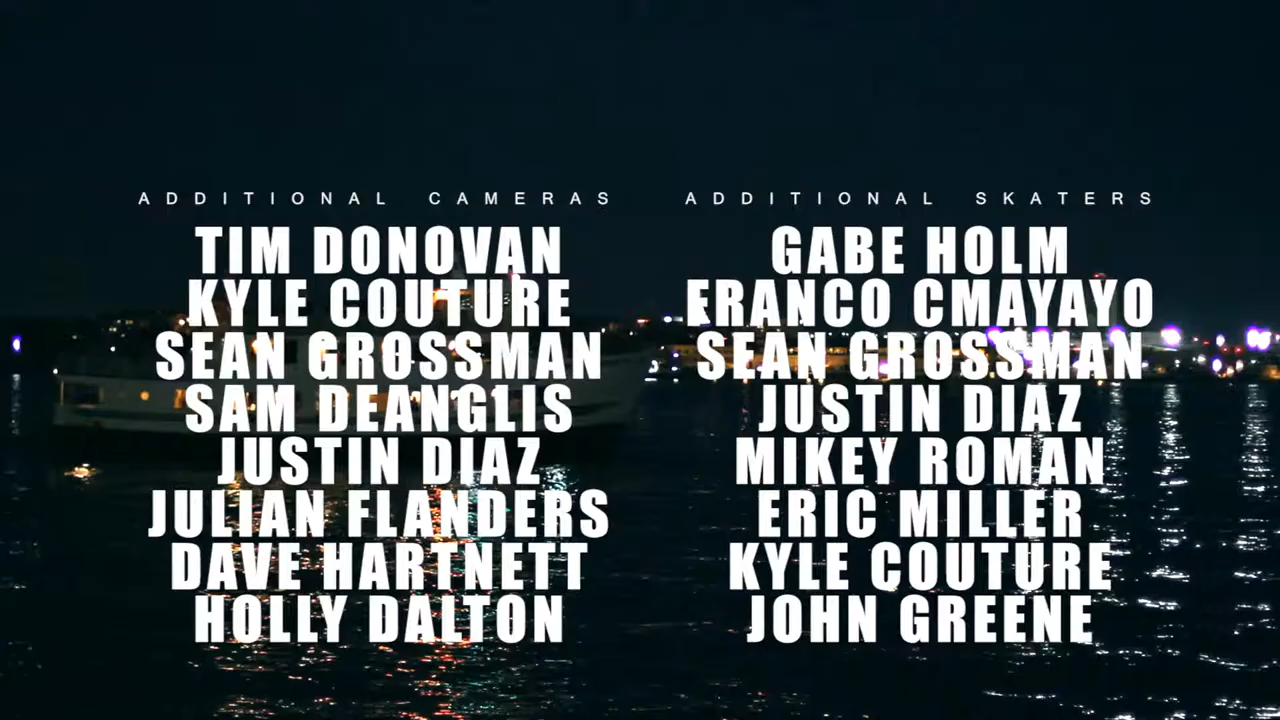 ADDITIONAL CAMERAS
TIM DONOVAN
KYLE COUTURE
SEAN GROSSMAN
SAM DEANGLIS
JUSTIN DIAZ
JULIAN FLANDERS
DAVE HARTNETT
HOLLY DALTON
ADDITIONAL SKATERS
GABE HOLM
FRANCO CMAYAYO
SEAN GROSSMAN
JUSTIN DIAZ
MIKEY ROMAN
ERIC MILLER
KYLE COUTURE
JOHN GREENE